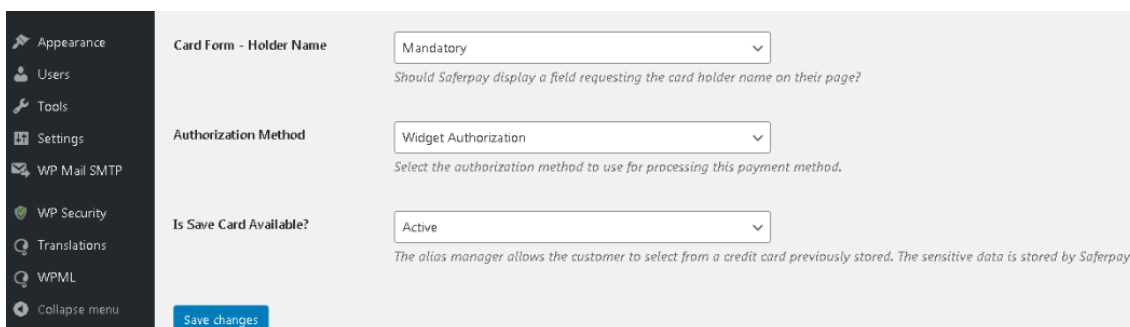 Appearance
Users
Tools
Settings
WP Mail SMTP
WP Security
Translations
WPML
Collapse menu
Card Form - Holder Name
Mandatory
Should Saferpay display a field requesting the card holder name on their page?
Authorization Method
Widget Authorization
Select the authorization method to use for processing this payment method.
Is Save Card Available?
Active
The alias manager allows the customer to select from a credit card previously stored. The sensitive data is stored by Saferpay
Save changes